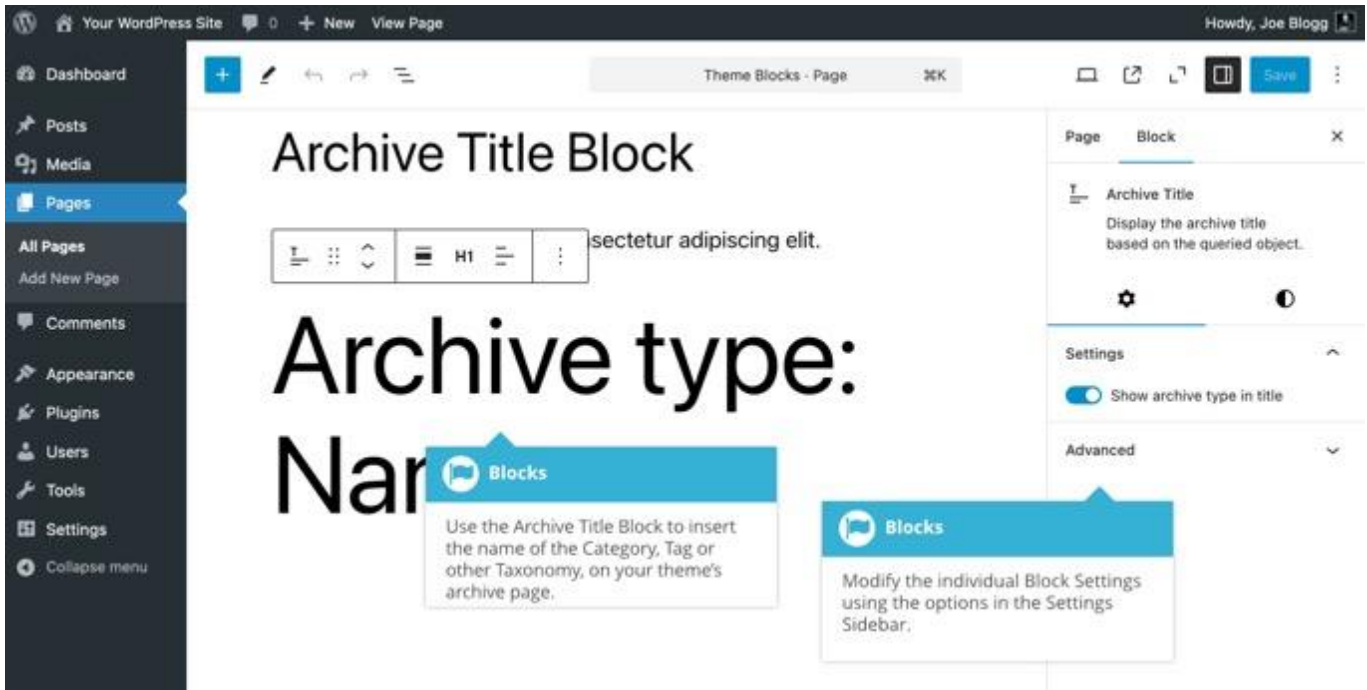 Your WordPress Site 0 + New View Page Howdy, Joe Blogg
Dashboard
Posts
Media
Pages
All Pages
Add New Page
Comments
Appearance
Plugins
Users
Tools
Settings
Collapse menu
Theme Blocks - Page ⌘K
Save
Archive Title Block
sectetur adipiscing elit.
H1
Archive type:
Nar
Blocks
Use the Archive Title Block to insert
the name of the Category, Tag or
other Taxonomy, on your theme's
archive page.
Page Block
Archive Title
Display the archive title
based on the queried object.
Settings
Show archive type in title
Advanced
Blocks
Modify the individual Block Settings
using the options in the Settings
Sidebar.